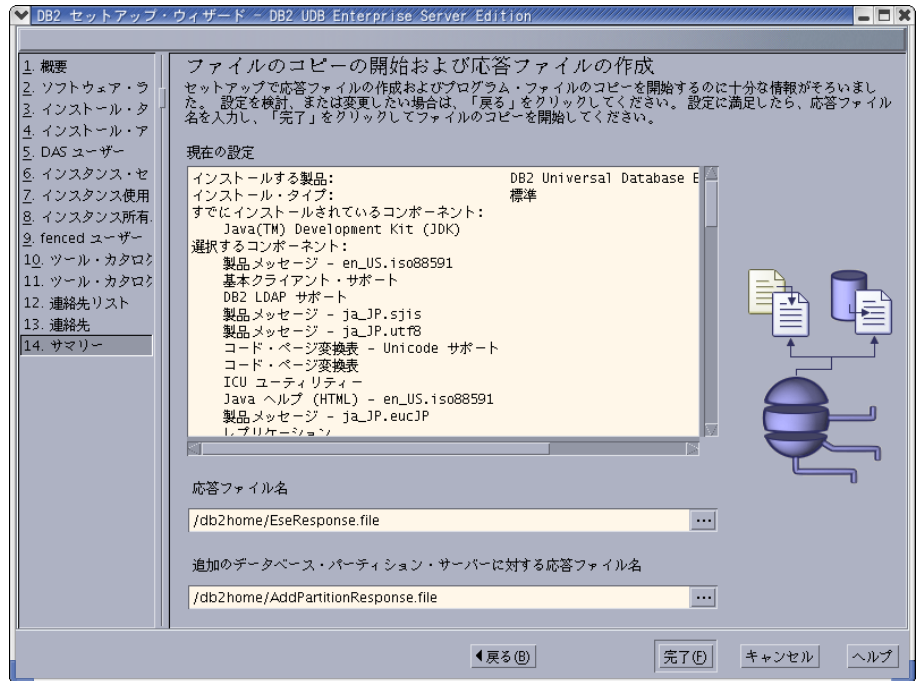 DB2 セットアップ・ウィザード - DB2 UDB Enterprise Server Edition
1. 概要
2. ソフトウェア・ラ
3. インストール・タ
4. インストール・ア
5. DAS ユーザー
6. インスタンス・セ
7. インスタンス使用
8. インスタンス所有.
9. fenced ユーザー
10. ツール・カタログ
11. ツール・カタログ
12. 連絡先リスト
13. 連絡先
14. サマリー
ファイルのコピーの開始および応答ファイルの作成
セットアップで応答ファイルの作成およびプログラム・ファイルのコピーを開始するのに十分な情報がそろいまし
た。 設定を検討、または変更したい場合は、「戻る」をクリックしてください。 設定に満足したら、応答ファイル
名を入力し、「完了」をクリックしてファイルのコピーを開始してください。
現在の設定
インストールする製品: DB2 Universal Database E
インストール・タイプ: 標準
すでにインストールされているコンポーネント:
Java(TM) Development Kit (JDK)
選択するコンポーネント:
製品メッセージ - en_US.iso88591
基本クライアント・サポート
DB2 LDAP サポート
製品メッセージ - ja_JP.sjis
製品メッセージ - ja_JP.utf8
コード・ページ変換表 - Unicode サポート
コード・ページ変換表
ICU ユーティリティー
Java ヘルプ (HTML) - en_US.iso88591
製品メッセージ - ja_JP.eucJP
レプリケーション
応答ファイル名
/db2home/EseResponse.file
...
追加のデータベース・パーティション・サーバーに対する応答ファイル名
/db2home/AddPartitionResponse.file
...
戻る(B)
完了(F)
キャンセル
ヘルプ